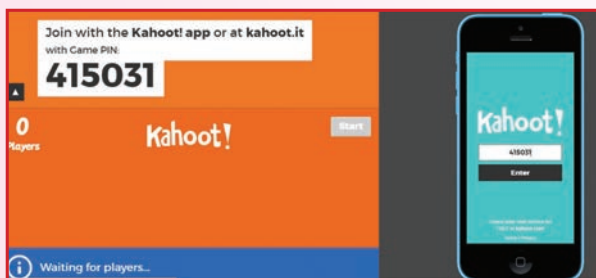 Join with the Kahoot! app or at kahoot.it
with Game PIN:
415031
0
Players
Kahoot!
Start
Waiting for players...
Kahoot!
415031
Enter